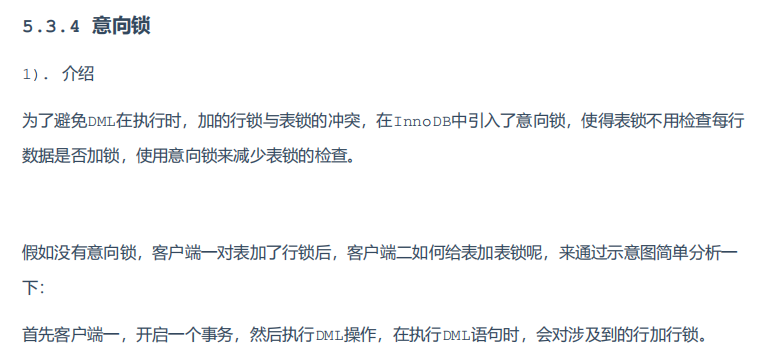 5.3.4 意向锁
1). 介绍
为了避免DML在执行时，加的行锁与表锁的冲突，在InnoDB中引入了意向锁，使得表锁不用检查每行
数据是否加锁，使用意向锁来减少表锁的检查。
假如没有意向锁，客户端一对表加了行锁后，客户端二如何给表加表锁呢，来通过示意图简单分析一
下：
首先客户端一，开启一个事务，然后执行DML操作，在执行DML语句时，会对涉及到的行加行锁。